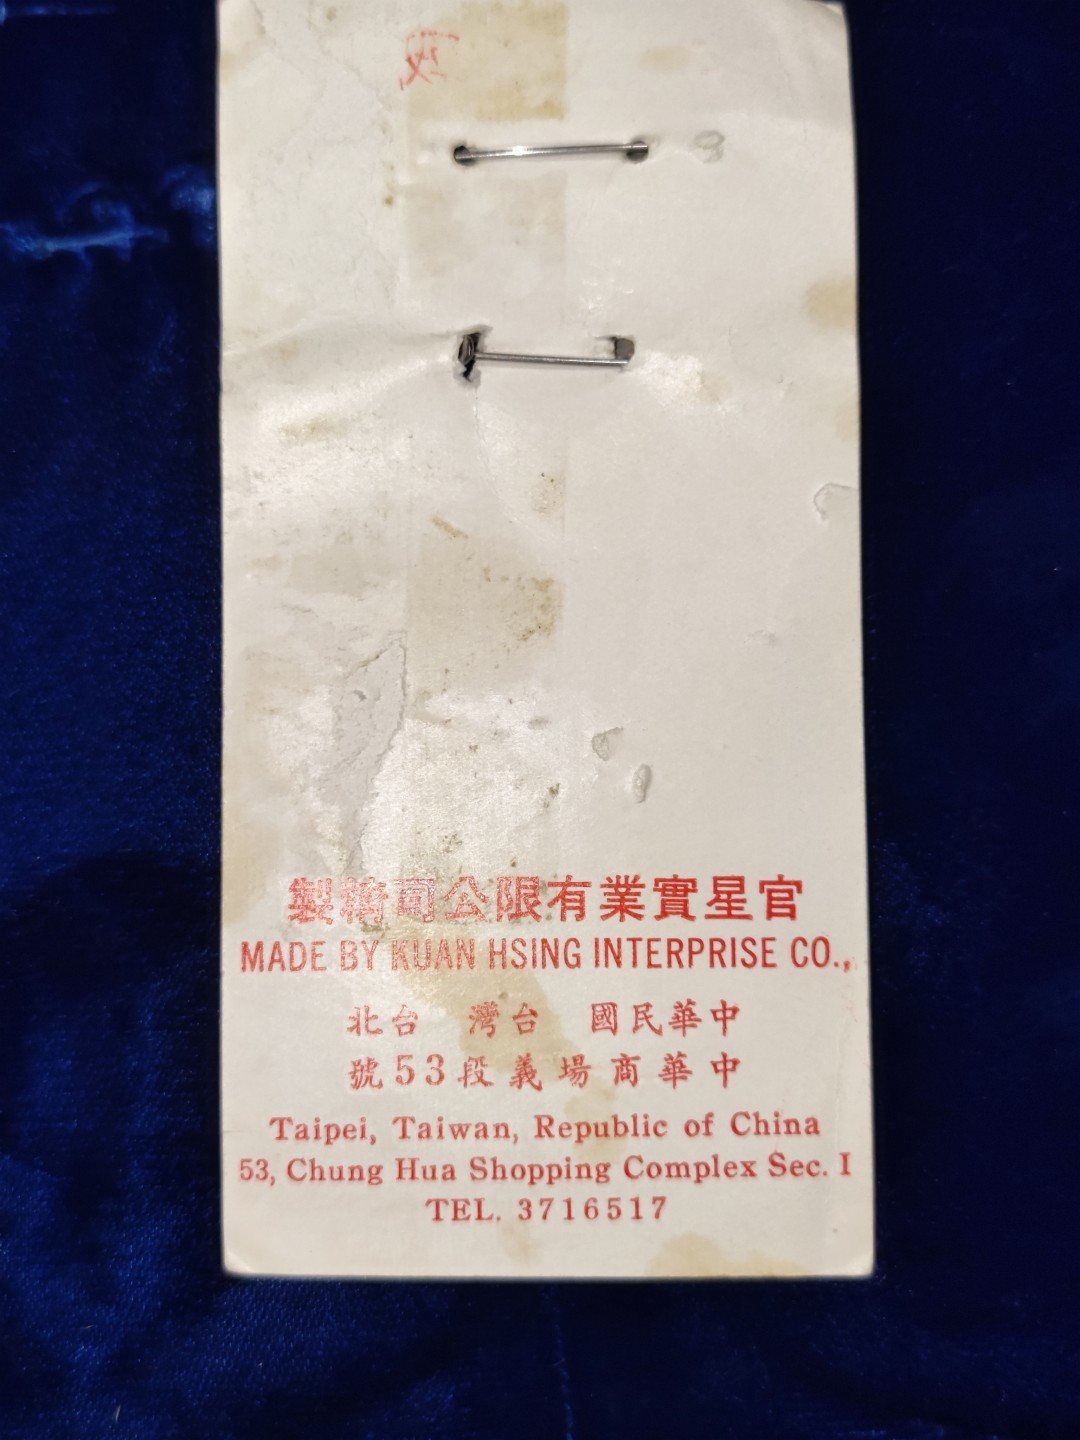 官星實業有限公司精製
MADE BY KUAN HSING INTERPRISE CO.,
中華民國 台灣 台北
中華商場義段53號
Taipei, Taiwan, Republic of China
53, Chung Hua Shopping Complex Sec. I
TEL. 3716517